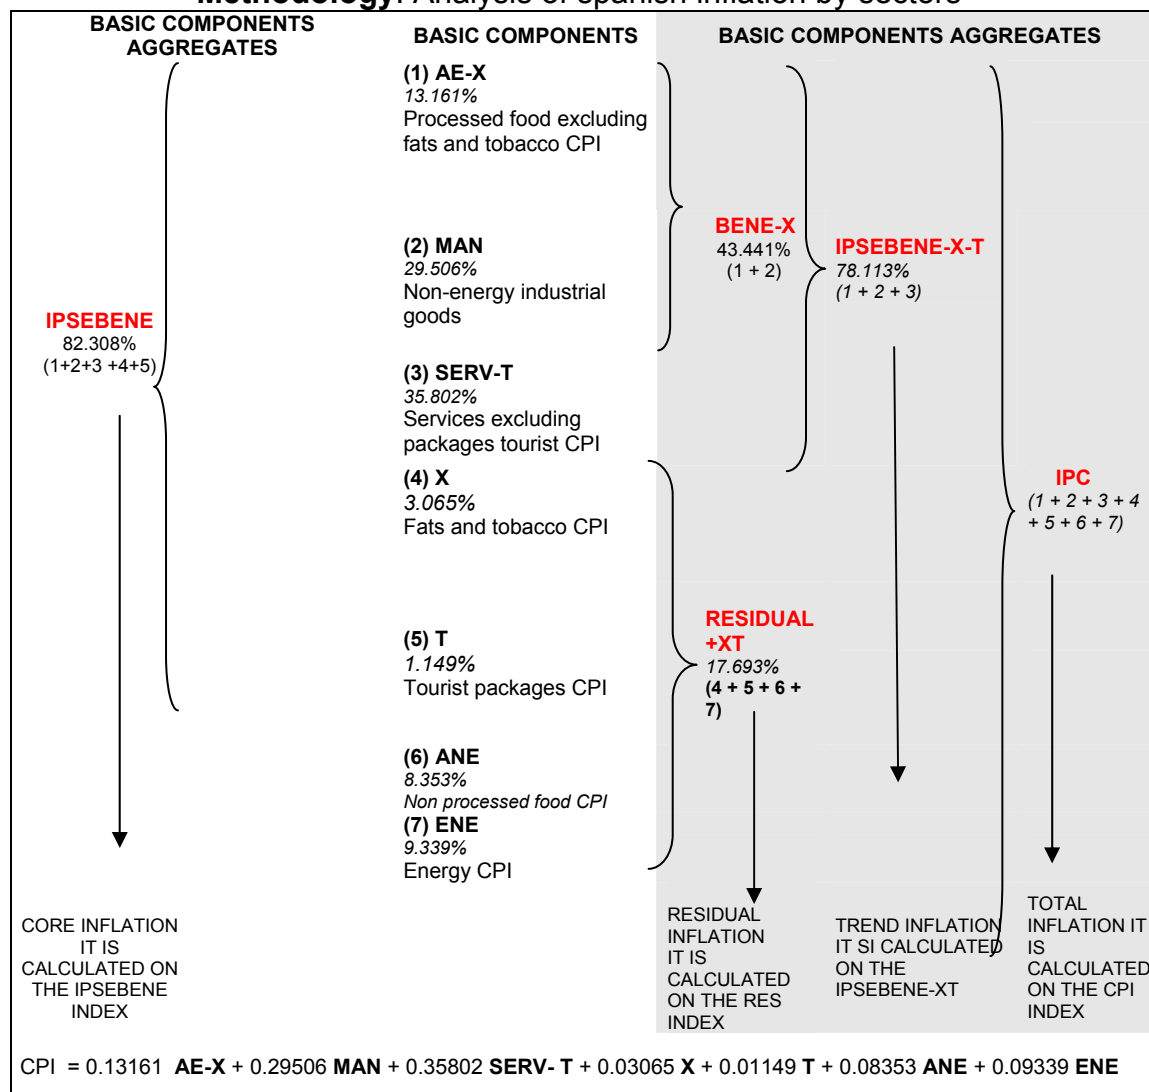 Methodology: Analysis of spanish inflation by sectors
BASIC COMPONENTS
AGGREGATES
BASIC COMPONENTS
BASIC COMPONENTS AGGREGATES
(1) AE-X
13.161%
Processed food excluding
fats and tobacco CPI
(2) MAN
29.506%
Non-energy industrial
goods
(3) SERV-T
35.802%
Services excluding
packages tourist CPI
(4) X
3.065%
Fats and tobacco CPI
(5) T
1.149%
Tourist packages CPI
(6) ANE
8.353%
Non processed food CPI
(7) ENE
9.339%
Energy CPI
IPSEBENE
82.308%
(1+2+3 +4+5)
BENE-X
43.441%
(1 + 2)
IPSEBENE-X-T
78.113%
(1 + 2 + 3)
IPC
(1 + 2 + 3 + 4
+ 5 + 6 + 7)
RESIDUAL
+XT
17.693%
(4 + 5 + 6 +
7)
CORE INFLATION
IT IS
CALCULATED ON
THE IPSEBENE
INDEX
RESIDUAL
INFLATION
IT IS
CALCULATED
ON THE RES
INDEX
TREND INFLATION
IT SI CALCULATED
ON THE
IPSEBENE-XT
TOTAL
INFLATION IT
IS
CALCULATED
ON THE CPI
INDEX
CPI = 0.13161 AE-X + 0.29506 MAN + 0.35802 SERV- T + 0.03065 X + 0.01149 T + 0.08353 ANE + 0.09339 ENE